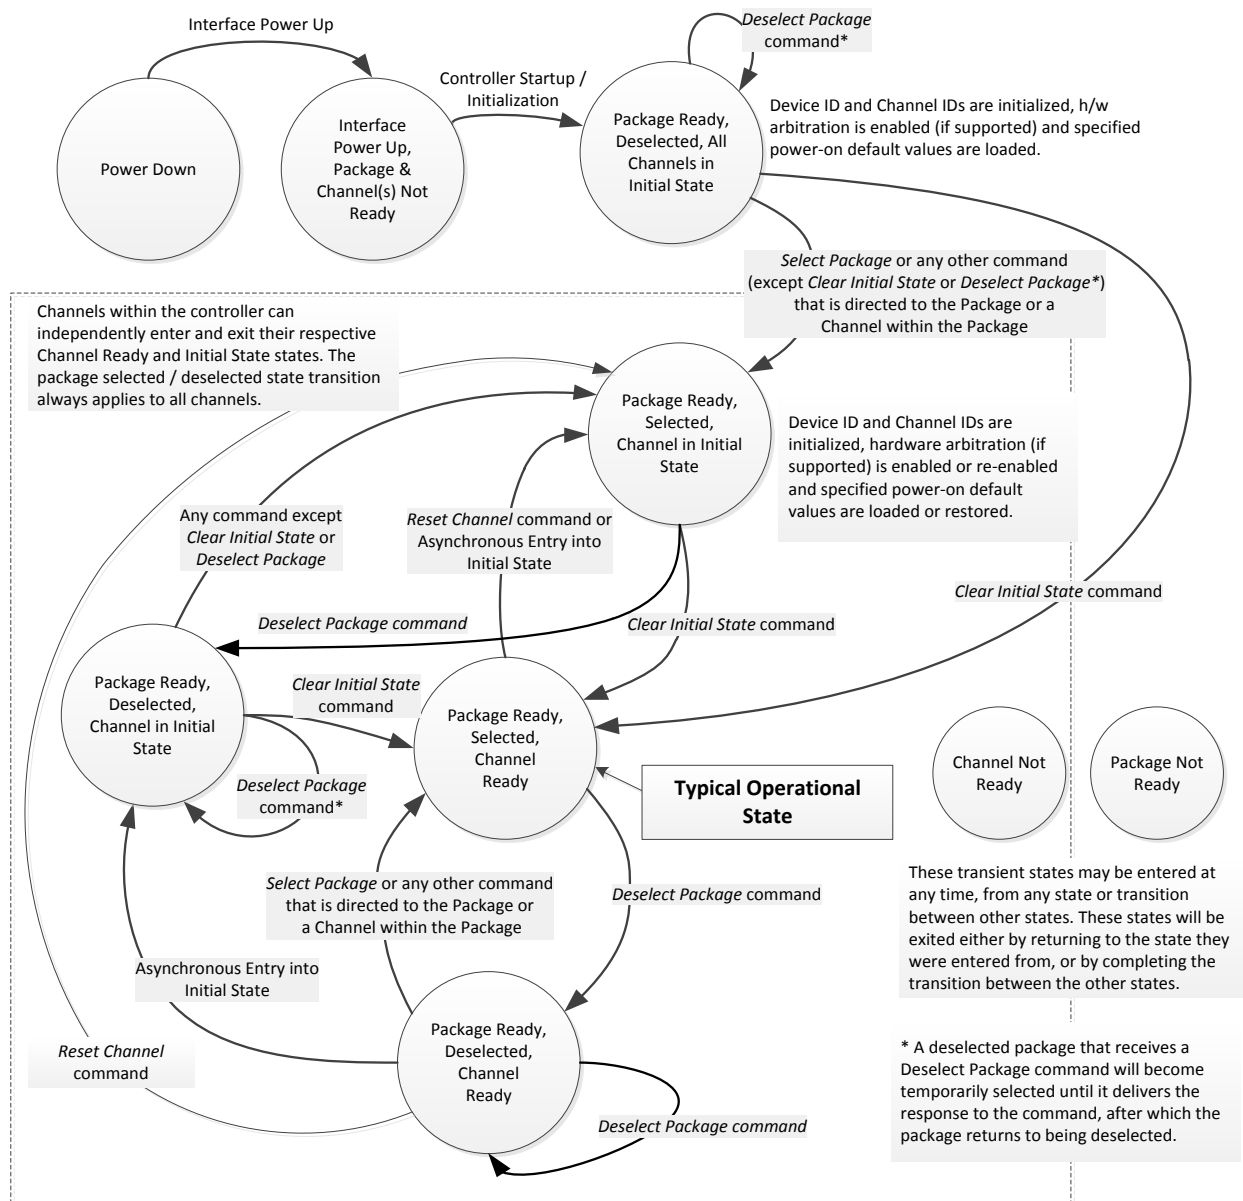 Interface Power Up
Deselect Package
command*
Controller Startup /
Initialization
Power Down
Interface
Power Up,
Package &
Channel(s) Not
Ready
Package Ready,
Deselected, All
Channels in
Initial State
Device ID and Channel IDs are initialized, h/w
arbitration is enabled (if supported) and specified
power-on default values are loaded.
Select Package or any other command
(except Clear Initial State or Deselect Package*)
that is directed to the Package or a
Channel within the Package
Channels within the controller can
independently enter and exit their respective
Channel Ready and Initial State states. The
package selected / deselected state transition
always applies to all channels.
Package Ready,
Selected,
Channel in Initial
State
Device ID and Channel IDs are
initialized, hardware arbitration (if
supported) is enabled or re-enabled
and specified power-on default
values are loaded or restored.
Any command except
Clear Initial State or
Deselect Package
Reset Channel command or
Asynchronous Entry into
Initial State
Clear Initial State command
Deselect Package command
Clear Initial State command
Package Ready,
Deselected,
Channel in Initial
State
Clear Initial State
command
Package Ready,
Selected,
Channel
Ready
Deselect Package
command*
Typical Operational
State
Channel Not
Ready
Package Not
Ready
Select Package or any other command
that is directed to the Package or
a Channel within the Package
Deselect Package command
These transient states may be entered at
any time, from any state or transition
between other states. These states will be
exited either by returning to the state they
were entered from, or by completing the
transition between the other states.
Asynchronous Entry into
Initial State
Reset Channel
command
Package Ready,
Deselected,
Channel
Ready
Deselect Package command
* A deselected package that receives a
Deselect Package command will become
temporarily selected until it delivers the
response to the command, after which the
package returns to being deselected.